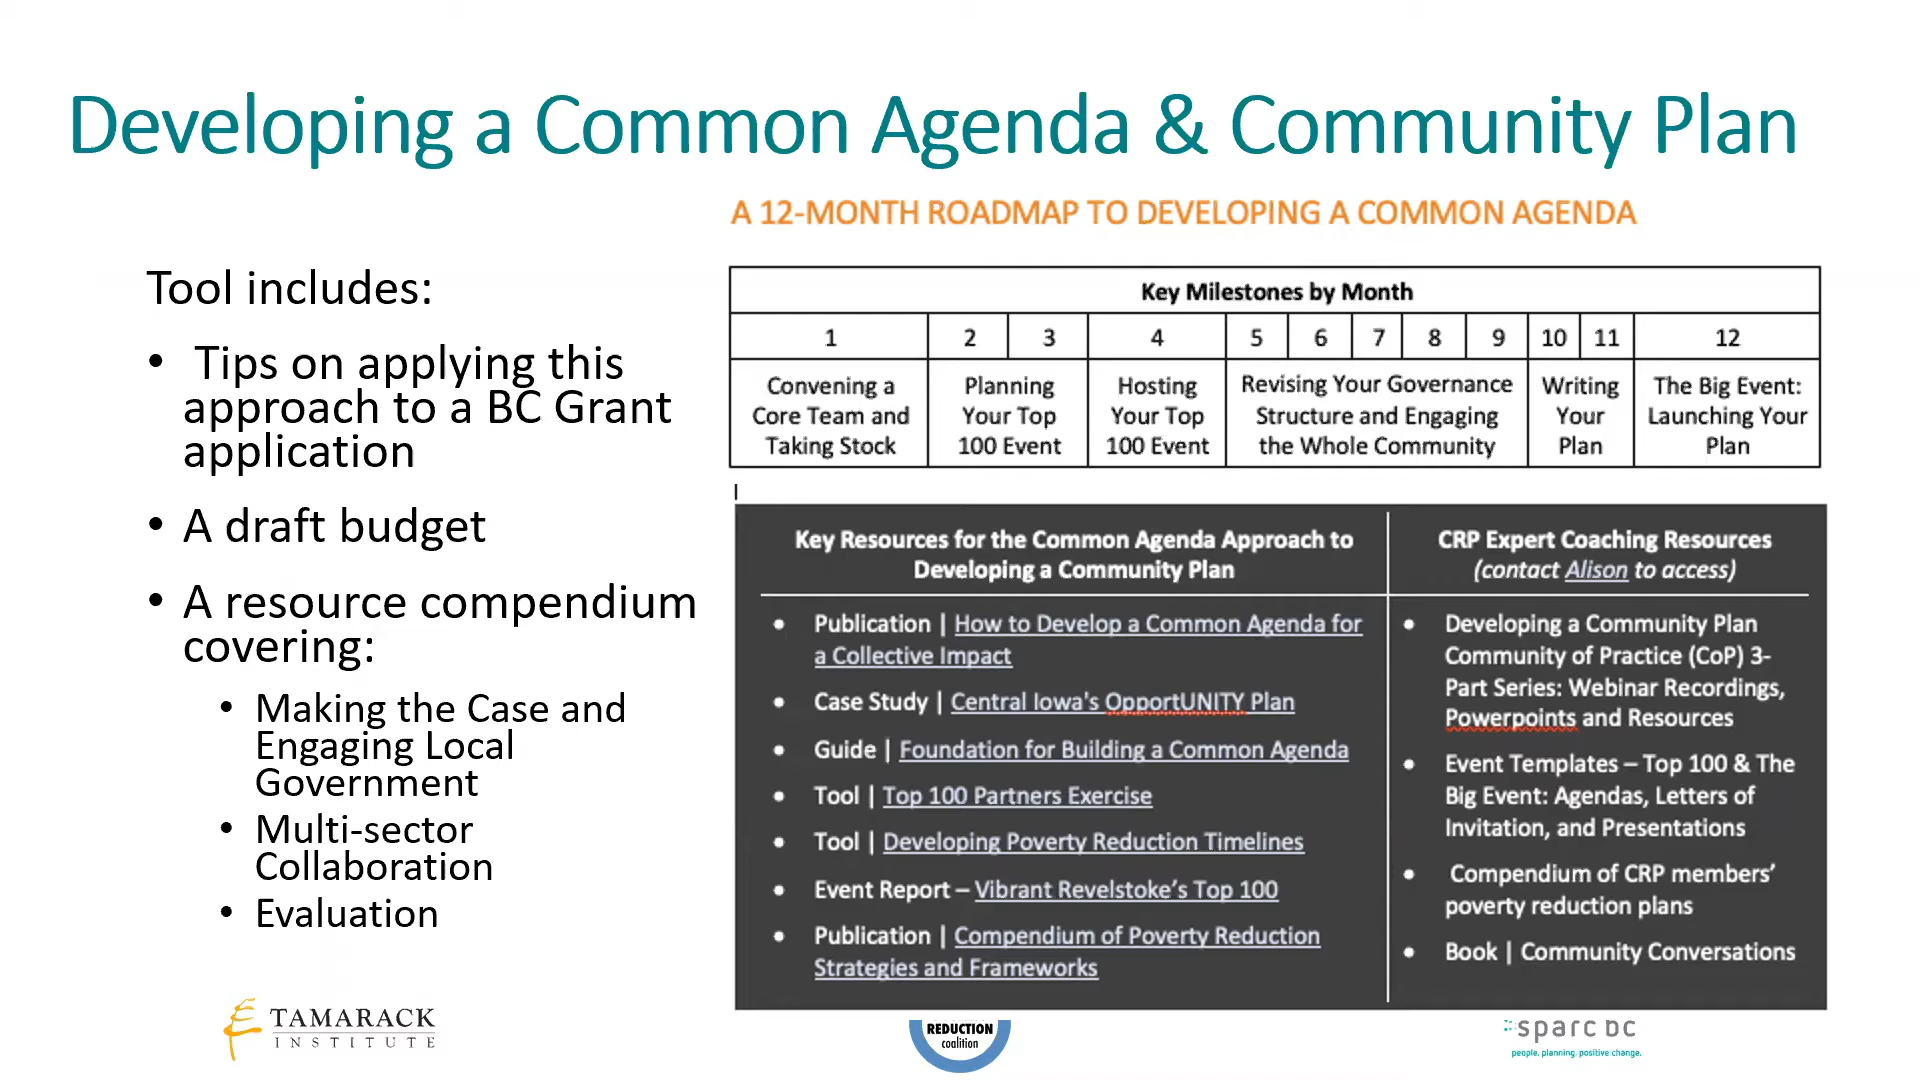 Developing a Common Agenda & Community Plan
A 12-MONTH ROADMAP TO DEVELOPING A COMMON AGENDA
Tool includes:
• Tips on applying this
approach to a BC Grant
application
• A draft budget
• A resource compendium
covering:
• Making the Case and
Engaging Local
Government
• Multi-sector
Collaboration
• Evaluation
Key Milestones by Month
1 2 3 4 5 6 7 8 9 10 11 12
Convening a
Core Team and
Taking Stock
Planning
Your Top
100 Event
Hosting
Your Top
100 Event
Revising Your Governance
Structure and Engaging
the Whole Community
Writing
Your
Plan
The Big Event:
Launching Your
Plan
Key Resources for the Common Agenda Approach to
Developing a Community Plan
• Publication | How to Develop a Common Agenda for
a Collective Impact
• Case Study | Central Iowa's OpportUNITY Plan
• Guide | Foundation for Building a Common Agenda
• Tool | Top 100 Partners Exercise
• Tool | Developing Poverty Reduction Timelines
• Event Report – Vibrant Revelstoke’s Top 100
• Publication | Compendium of Poverty Reduction
Strategies and Frameworks
CRP Expert Coaching Resources
(contact Alison to access)
• Developing a Community Plan
Community of Practice (CoP) 3-
Part Series: Webinar Recordings,
Powerpoints and Resources
• Event Templates – Top 100 & The
Big Event: Agendas, Letters of
Invitation, and Presentations
• Compendium of CRP members’
poverty reduction plans
• Book | Community Conversations
TAMARACK
INSTITUTE
REDUCTION
coalition
sparc bc
people. planning. positive change.